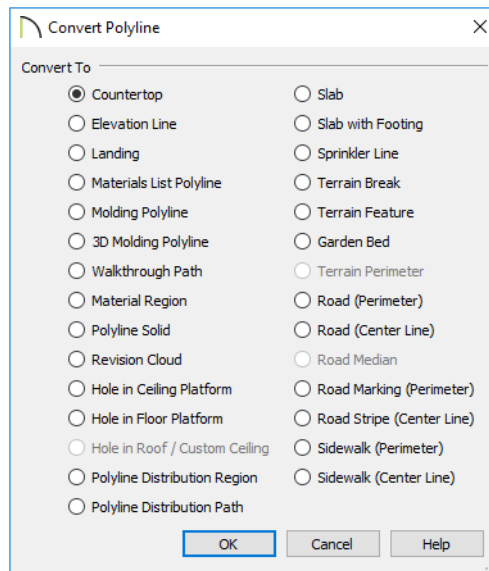 Convert Polyline
Convert To
Countertop
Elevation Line
Landing
Materials List Polyline
Molding Polyline
3D Molding Polyline
Walkthrough Path
Material Region
Polyline Solid
Revision Cloud
Hole in Ceiling Platform
Hole in Floor Platform
Hole in Roof / Custom Ceiling
Polyline Distribution Region
Polyline Distribution Path
Slab
Slab with Footing
Sprinkler Line
Terrain Break
Terrain Feature
Garden Bed
Terrain Perimeter
Road (Perimeter)
Road (Center Line)
Road Median
Road Marking (Perimeter)
Road Stripe (Center Line)
Sidewalk (Perimeter)
Sidewalk (Center Line)
OK
Cancel
Help